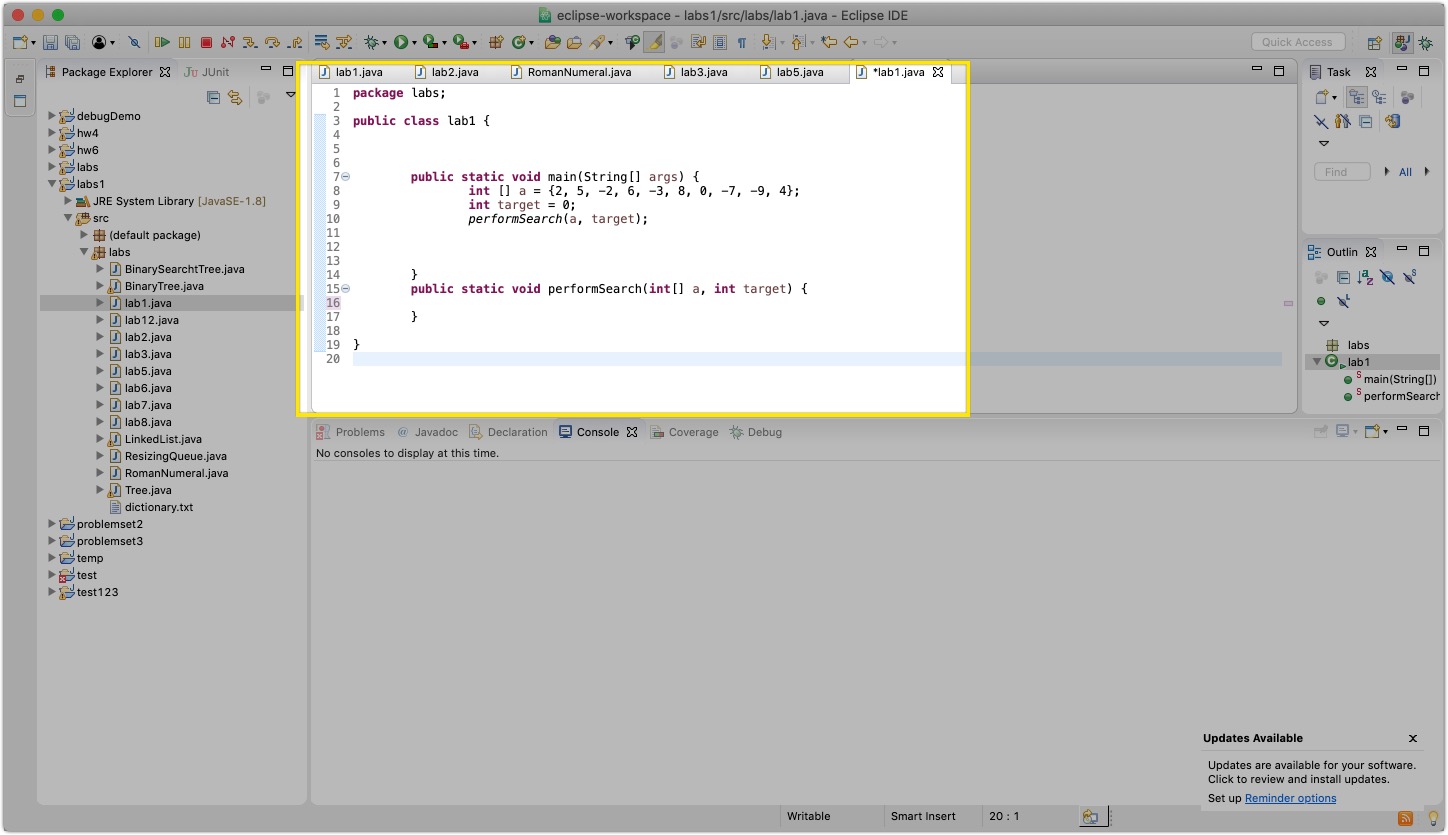 eclipse-workspace - labs1/src/labs/lab1.java - Eclipse IDE
Quick Access
Package Explorer
JUnit
debugDemo
hw4
hw6
labs
labs1
JRE System Library [JavaSE-1.8]
src
(default package)
labs
BinarySearchtTree.java
BinaryTree.java
lab1.java
lab12.java
lab2.java
lab3.java
lab5.java
lab6.java
lab7.java
lab8.java
LinkedList.java
ResizingQueue.java
RomanNumeral.java
Tree.java
dictionary.txt
problemset2
problemset3
temp
test
test123
lab1.java lab2.java RomanNumeral.java lab3.java lab5.java *lab1.java
1 package labs;
2
3 public class lab1 {
4
5
6
7 public static void main(String[] args) {
8 int [] a = {2, 5, -2, 6, -3, 8, 0, -7, -9, 4};
9 int target = 0;
10 performSearch(a, target);
11
12
13
14 }
15 public static void performSearch(int[] a, int target) {
16
17 }
18
19 }
20
Problems @ Javadoc Declaration Console Coverage Debug
No consoles to display at this time.
Task
Find All
Outlin
labs
lab1
main(String[])
performSearch
Updates Available
Updates are available for your software.
Click to review and install updates.
Set up Reminder options
Writable Smart Insert 20 : 1